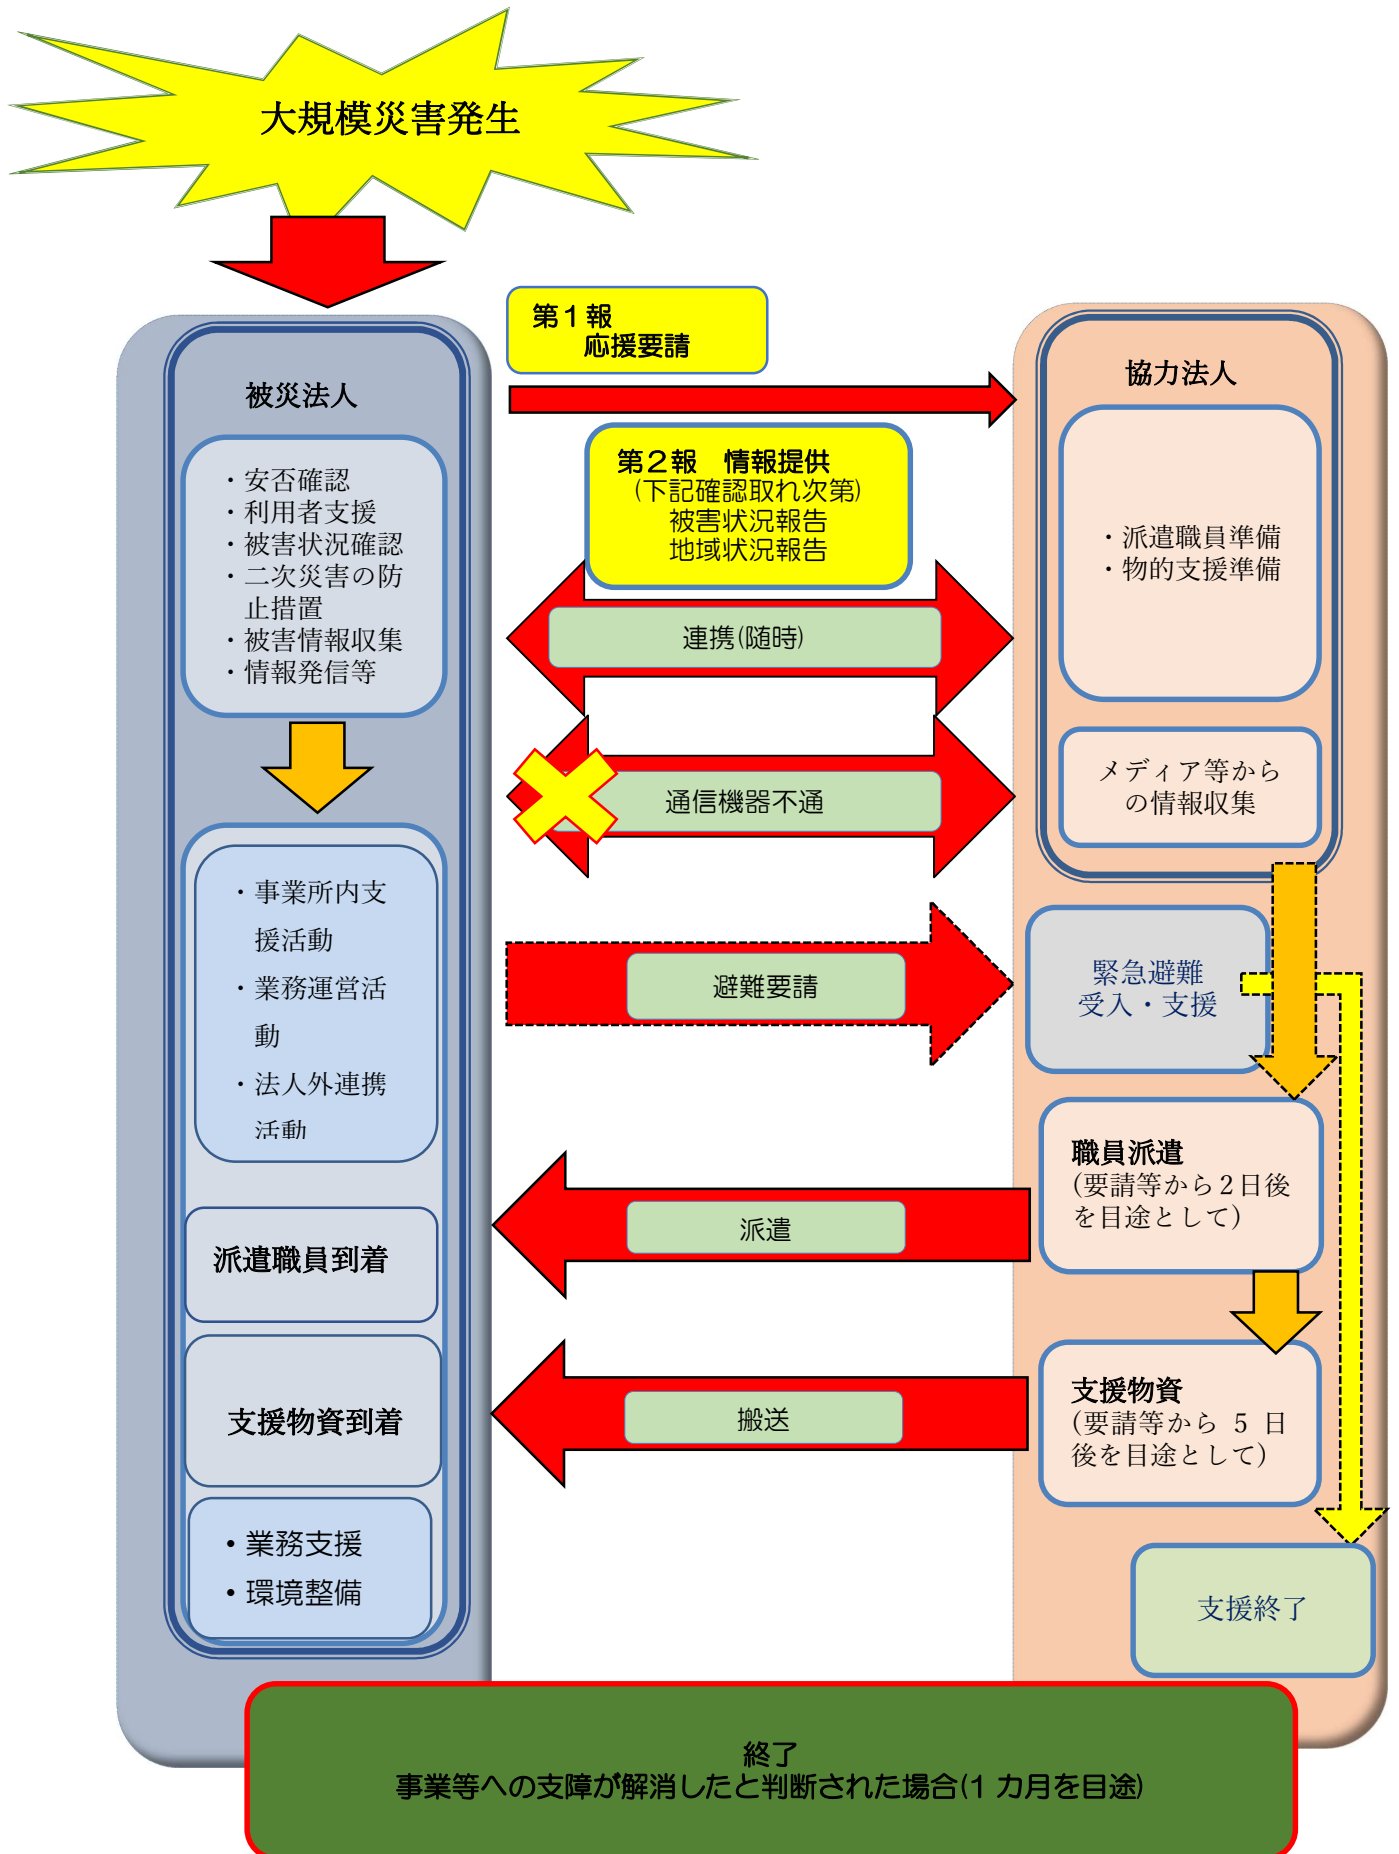 大規模災害発生
第1報
応援要請
被災法人
協力法人
・安否確認
・利用者支援
・被害状況確認
・二次災害の防
止措置
・被害情報収集
・情報発信等
第2報 情報提供
(下記確認取れ次第)
被害状況報告
地域状況報告
・派遣職員準備
・物的支援準備
連携(随時)
通信機器不通
メディア等から
の情報収集
・事業所内支
援活動
・業務運営活
動
・法人外連携
活動
避難要請
緊急避難
受入・支援
職員派遣
(要請等から2日後
を目途として)
派遣
派遣職員到着
支援物資
(要請等から 5 日
後を目途として)
搬送
支援物資到着
・業務支援
・環境整備
支援終了
終了
事業等への支障が解消したと判断された場合(1 カ月を目途)